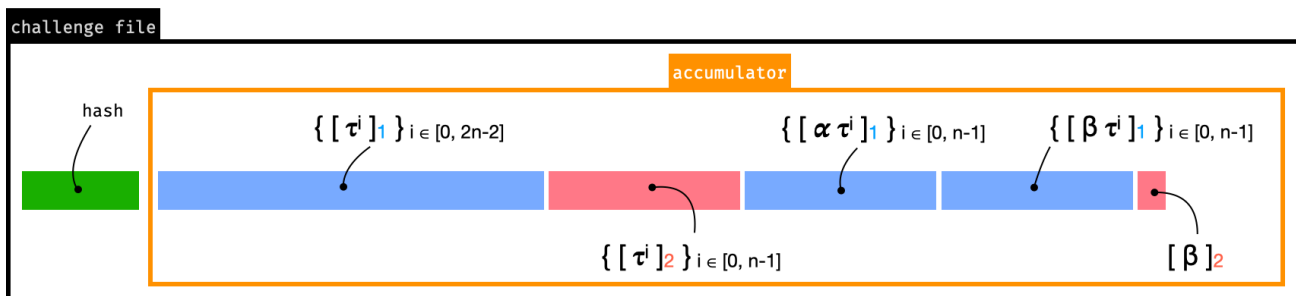 challenge file
accumulator
hash
{ [ τⁱ ]₁ } i ∈ [0, 2n-2]
{ [ α τⁱ ]₁ } i ∈ [0, n-1]
{ [ β τⁱ ]₁ } i ∈ [0, n-1]
{ [ τⁱ ]₂ } i ∈ [0, n-1]
[ β ]₂